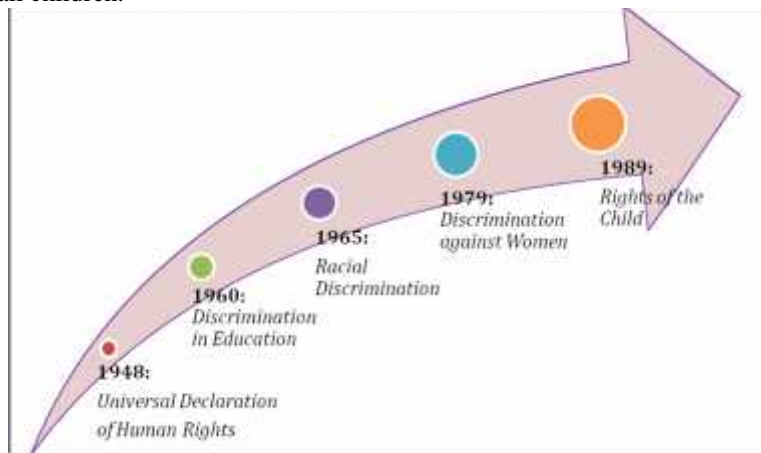 1989:
Rights of the
Child
1979:
Discrimination
against Women
1965:
Racial
Discrimination
1960:
Discrimination
in Education
1948:
Universal Declaration
of Human Rights